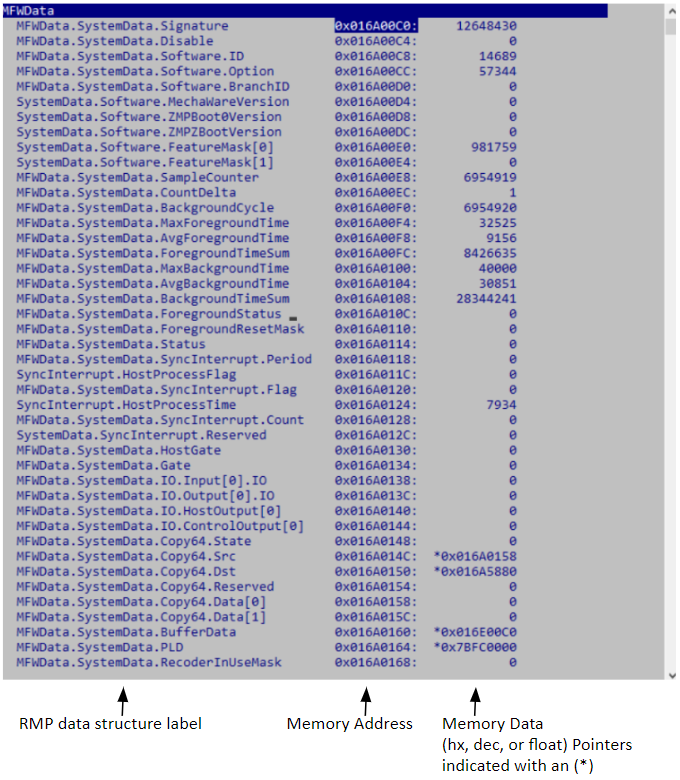 MFWData
MFWData.SystemData.Signature 0x016A00C0: 12648430
MFWData.SystemData.Disable 0x016A00C4: 0
MFWData.SystemData.Software.ID 0x016A00C8: 14689
MFWData.SystemData.Software.Option 0x016A00CC: 57344
MFWData.SystemData.Software.BranchID 0x016A00D0: 0
SystemData.Software.MechaWareVersion 0x016A00D4: 0
SystemData.Software.ZMPBoot0Version 0x016A00D8: 0
SystemData.Software.ZMPZBootVersion 0x016A00DC: 0
SystemData.Software.FeatureMask[0] 0x016A00E0: 981759
SystemData.Software.FeatureMask[1] 0x016A00E4: 0
MFWData.SystemData.SampleCounter 0x016A00E8: 6954919
MFWData.SystemData.CountDelta 0x016A00EC: 1
MFWData.SystemData.BackgroundCycle 0x016A00F0: 6954920
MFWData.SystemData.MaxForegroundTime 0x016A00F4: 32525
MFWData.SystemData.AvgForegroundTime 0x016A00F8: 9156
MFWData.SystemData.ForegroundTimeSum 0x016A00FC: 8426635
MFWData.SystemData.MaxBackgroundTime 0x016A0100: 40000
MFWData.SystemData.AvgBackgroundTime 0x016A0104: 30851
MFWData.SystemData.BackgroundTimeSum 0x016A0108: 28344241
MFWData.SystemData.ForegroundStatus 0x016A010C: 0
MFWData.SystemData.ForegroundResetMask 0x016A0110: 0
MFWData.SystemData.Status 0x016A0114: 0
MFWData.SystemData.SyncInterrupt.Period 0x016A0118: 0
SyncInterrupt.HostProcessFlag 0x016A011C: 0
MFWData.SystemData.SyncInterrupt.Flag 0x016A0120: 0
SyncInterrupt.HostProcessTime 0x016A0124: 7934
MFWData.SystemData.SyncInterrupt.Count 0x016A0128: 0
SystemData.SyncInterrupt.Reserved 0x016A012C: 0
MFWData.SystemData.HostGate 0x016A0130: 0
MFWData.SystemData.Gate 0x016A0134: 0
MFWData.SystemData.IO.Input[0].IO 0x016A0138: 0
MFWData.SystemData.IO.Output[0].IO 0x016A013C: 0
MFWData.SystemData.IO.HostOutput[0] 0x016A0140: 0
MFWData.SystemData.IO.ControlOutput[0] 0x016A0144: 0
MFWData.SystemData.Copy64.State 0x016A0148: 0
MFWData.SystemData.Copy64.Src 0x016A014C: *0x016A0158
MFWData.SystemData.Copy64.Dst 0x016A0150: *0x016A5880
MFWData.SystemData.Copy64.Reserved 0x016A0154: 0
MFWData.SystemData.Copy64.Data[0] 0x016A0158: 0
MFWData.SystemData.Copy64.Data[1] 0x016A015C: 0
MFWData.SystemData.BufferData 0x016A0160: *0x016E00C0
MFWData.SystemData.PLD 0x016A0164: *0x7BFC0000
MFWData.SystemData.RecoderInUseMask 0x016A0168: 0
RMP data structure label
Memory Address
Memory Data
(hx, dec, or float) Pointers
indicated with an (*)